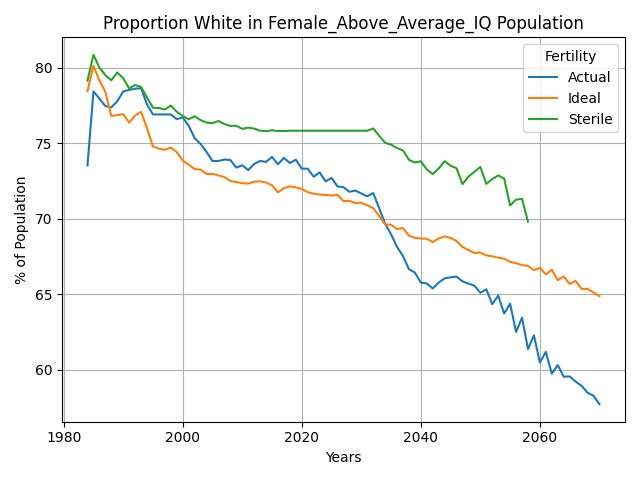 Proportion White in Female_Above_Average_IQ Population
Fertility
Actual
Ideal
Sterile
% of Population
80
75
70
65
60
1980
2000
2020
2040
2060
Years